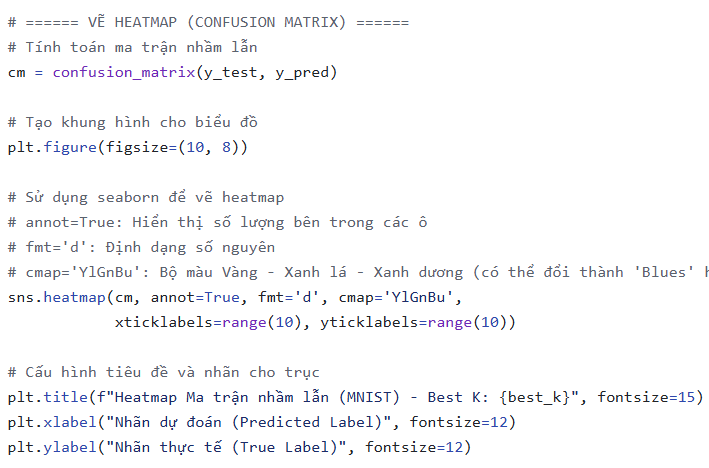 # ====== VẼ HEATMAP (CONFUSION MATRIX) ======
# Tính toán ma trận nhầm lẫn
cm = confusion_matrix(y_test, y_pred)
# Tạo khung hình cho biểu đồ
plt.figure(figsize=(10, 8))
# Sử dụng seaborn để vẽ heatmap
# annot=True: Hiển thị số lượng bên trong các ô
# fmt='d': Định dạng số nguyên
# cmap='YlGnBu': Bộ màu Vàng - Xanh lá - Xanh dương (có thể đổi thành 'Blues'
sns.heatmap(cm, annot=True, fmt='d', cmap='YlGnBu',
            xticklabels=range(10), yticklabels=range(10))
# Cấu hình tiêu đề và nhãn cho trục
plt.title(f"Heatmap Ma trận nhầm lẫn (MNIST) - Best K: {best_k}", fontsize=15)
plt.xlabel("Nhãn dự đoán (Predicted Label)", fontsize=12)
plt.ylabel("Nhãn thực tế (True Label)", fontsize=12)